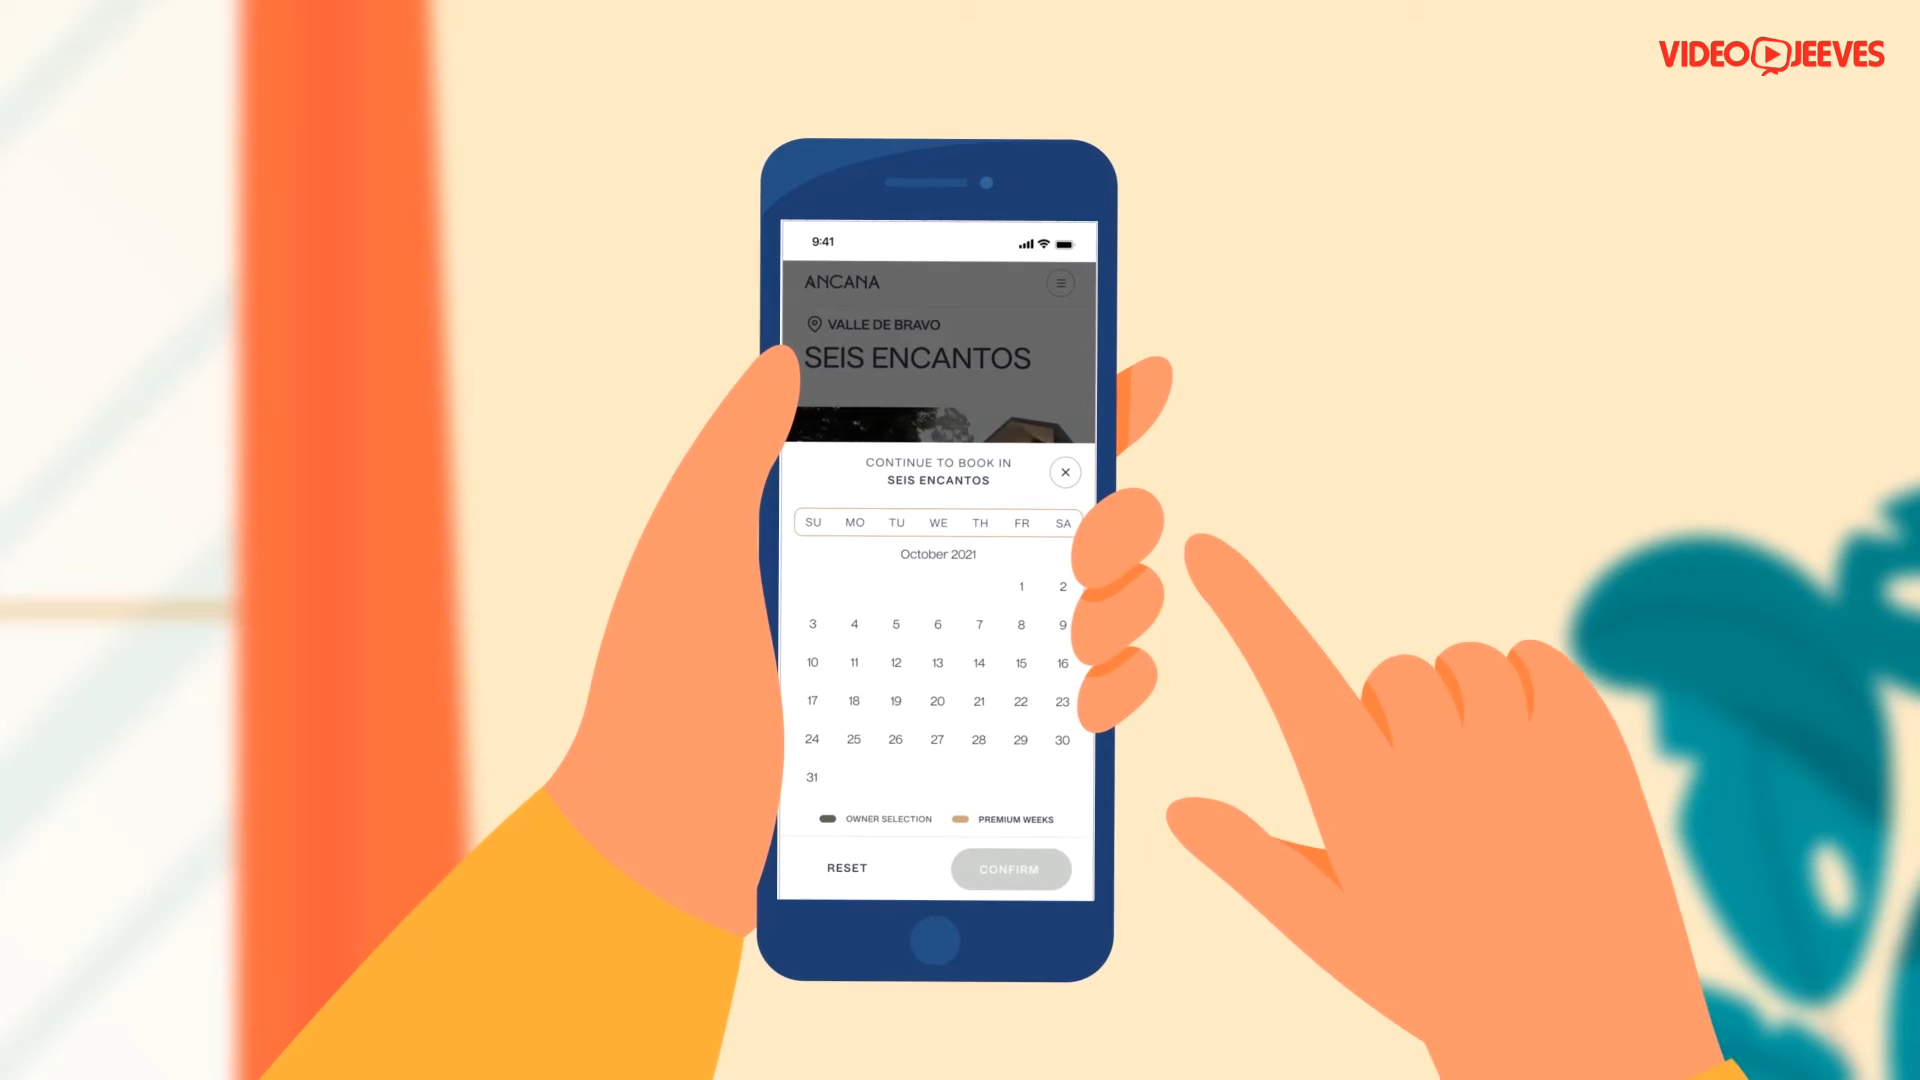 VIDEO JEEVES
9:41
ANCANA
VALLE DE BRAVO
SEIS ENCANTOS
CONTINUE TO BOOK IN
SEIS ENCANTOS
SU MO TU WE TH FR SA
October 2021
1 2
3 4 5 6 7 8 9
10 11 12 13 14 15 16
17 18 19 20 21 22 23
24 25 26 27 28 29 30
31
OWNER SELECTION PREMIUM WEEKS
RESET CONFIRM